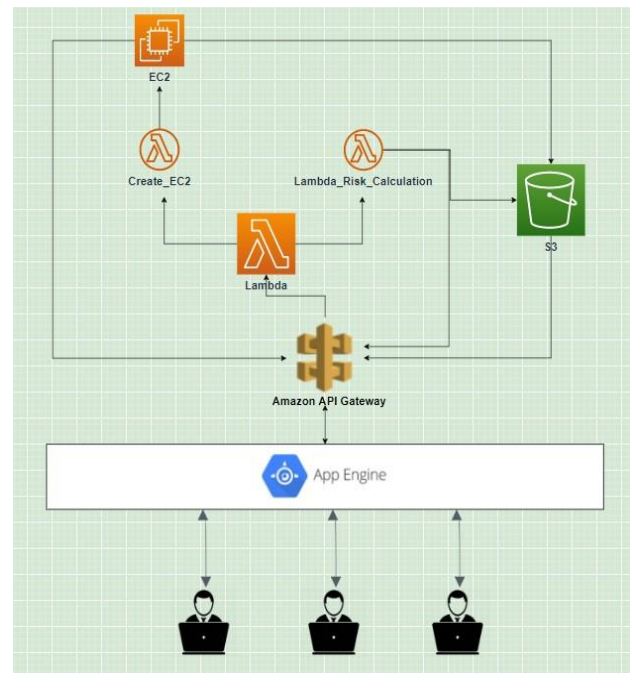 EC2
Create_EC2
Lambda_Risk_Calculation
Lambda
S3
Amazon API Gateway
App Engine